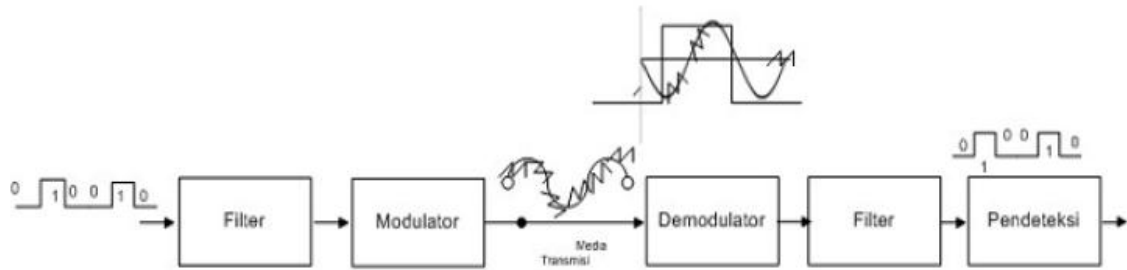 0 1 0 0 1 0
Filter
Modulator
Media
Transmisi
Demodulator
Filter
0 1 0 0 1 0
Pendeteksi